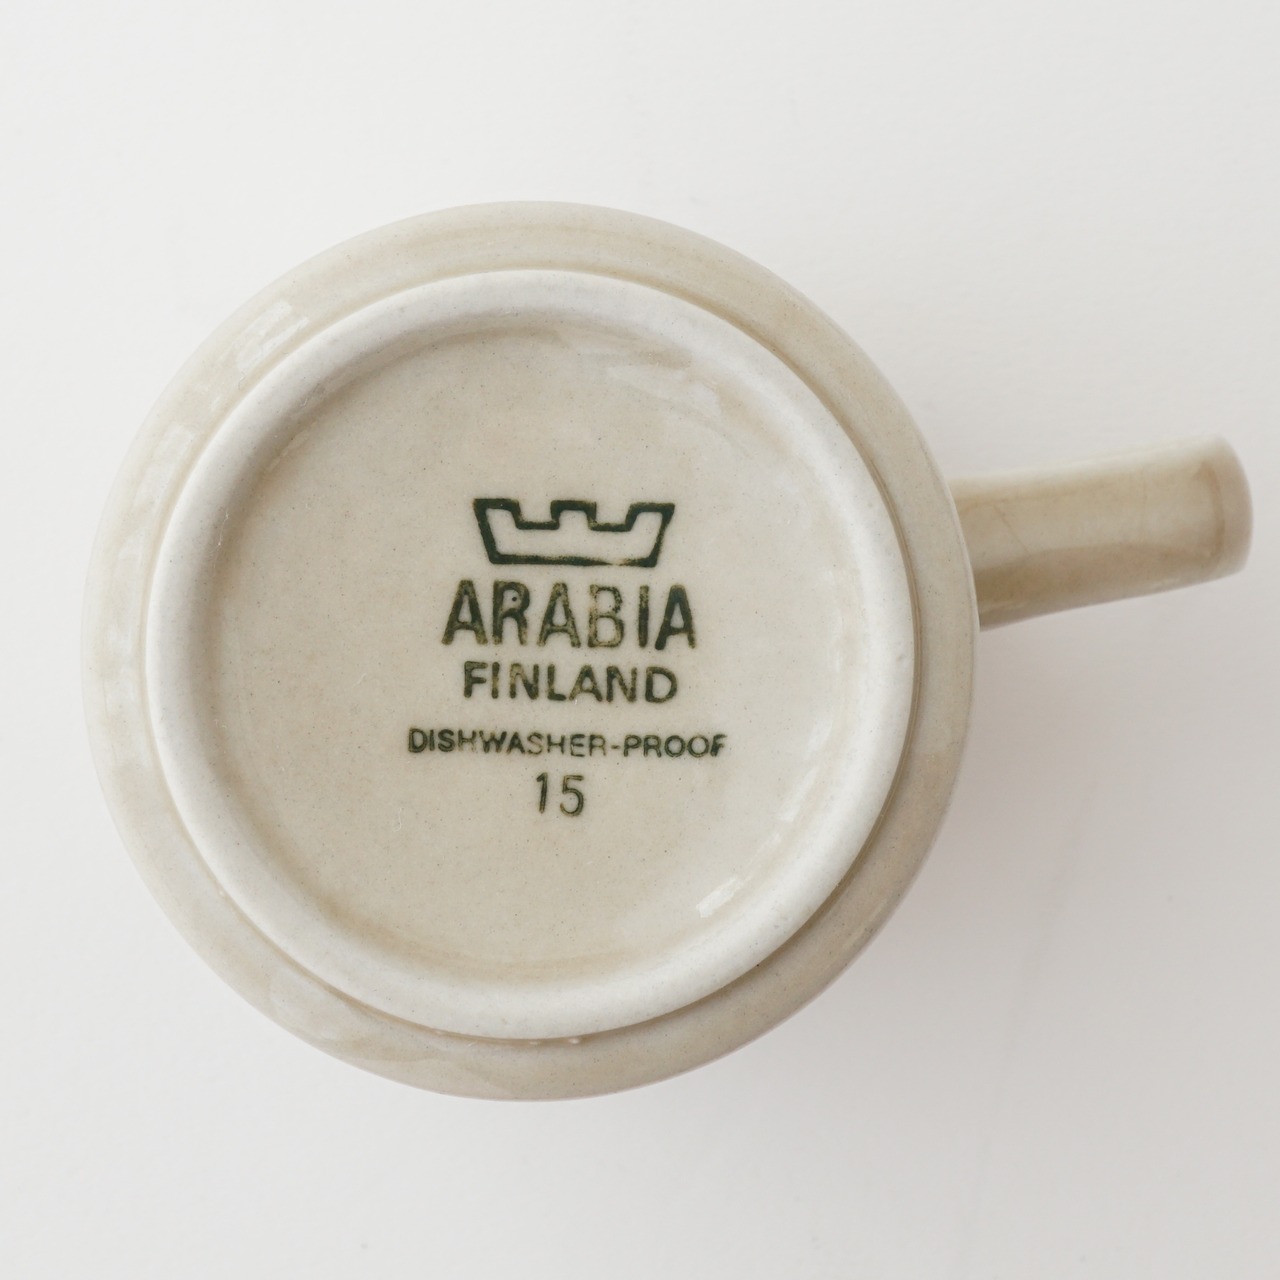 ARABIA
FINLAND
DISHWASHER-PROOF
15